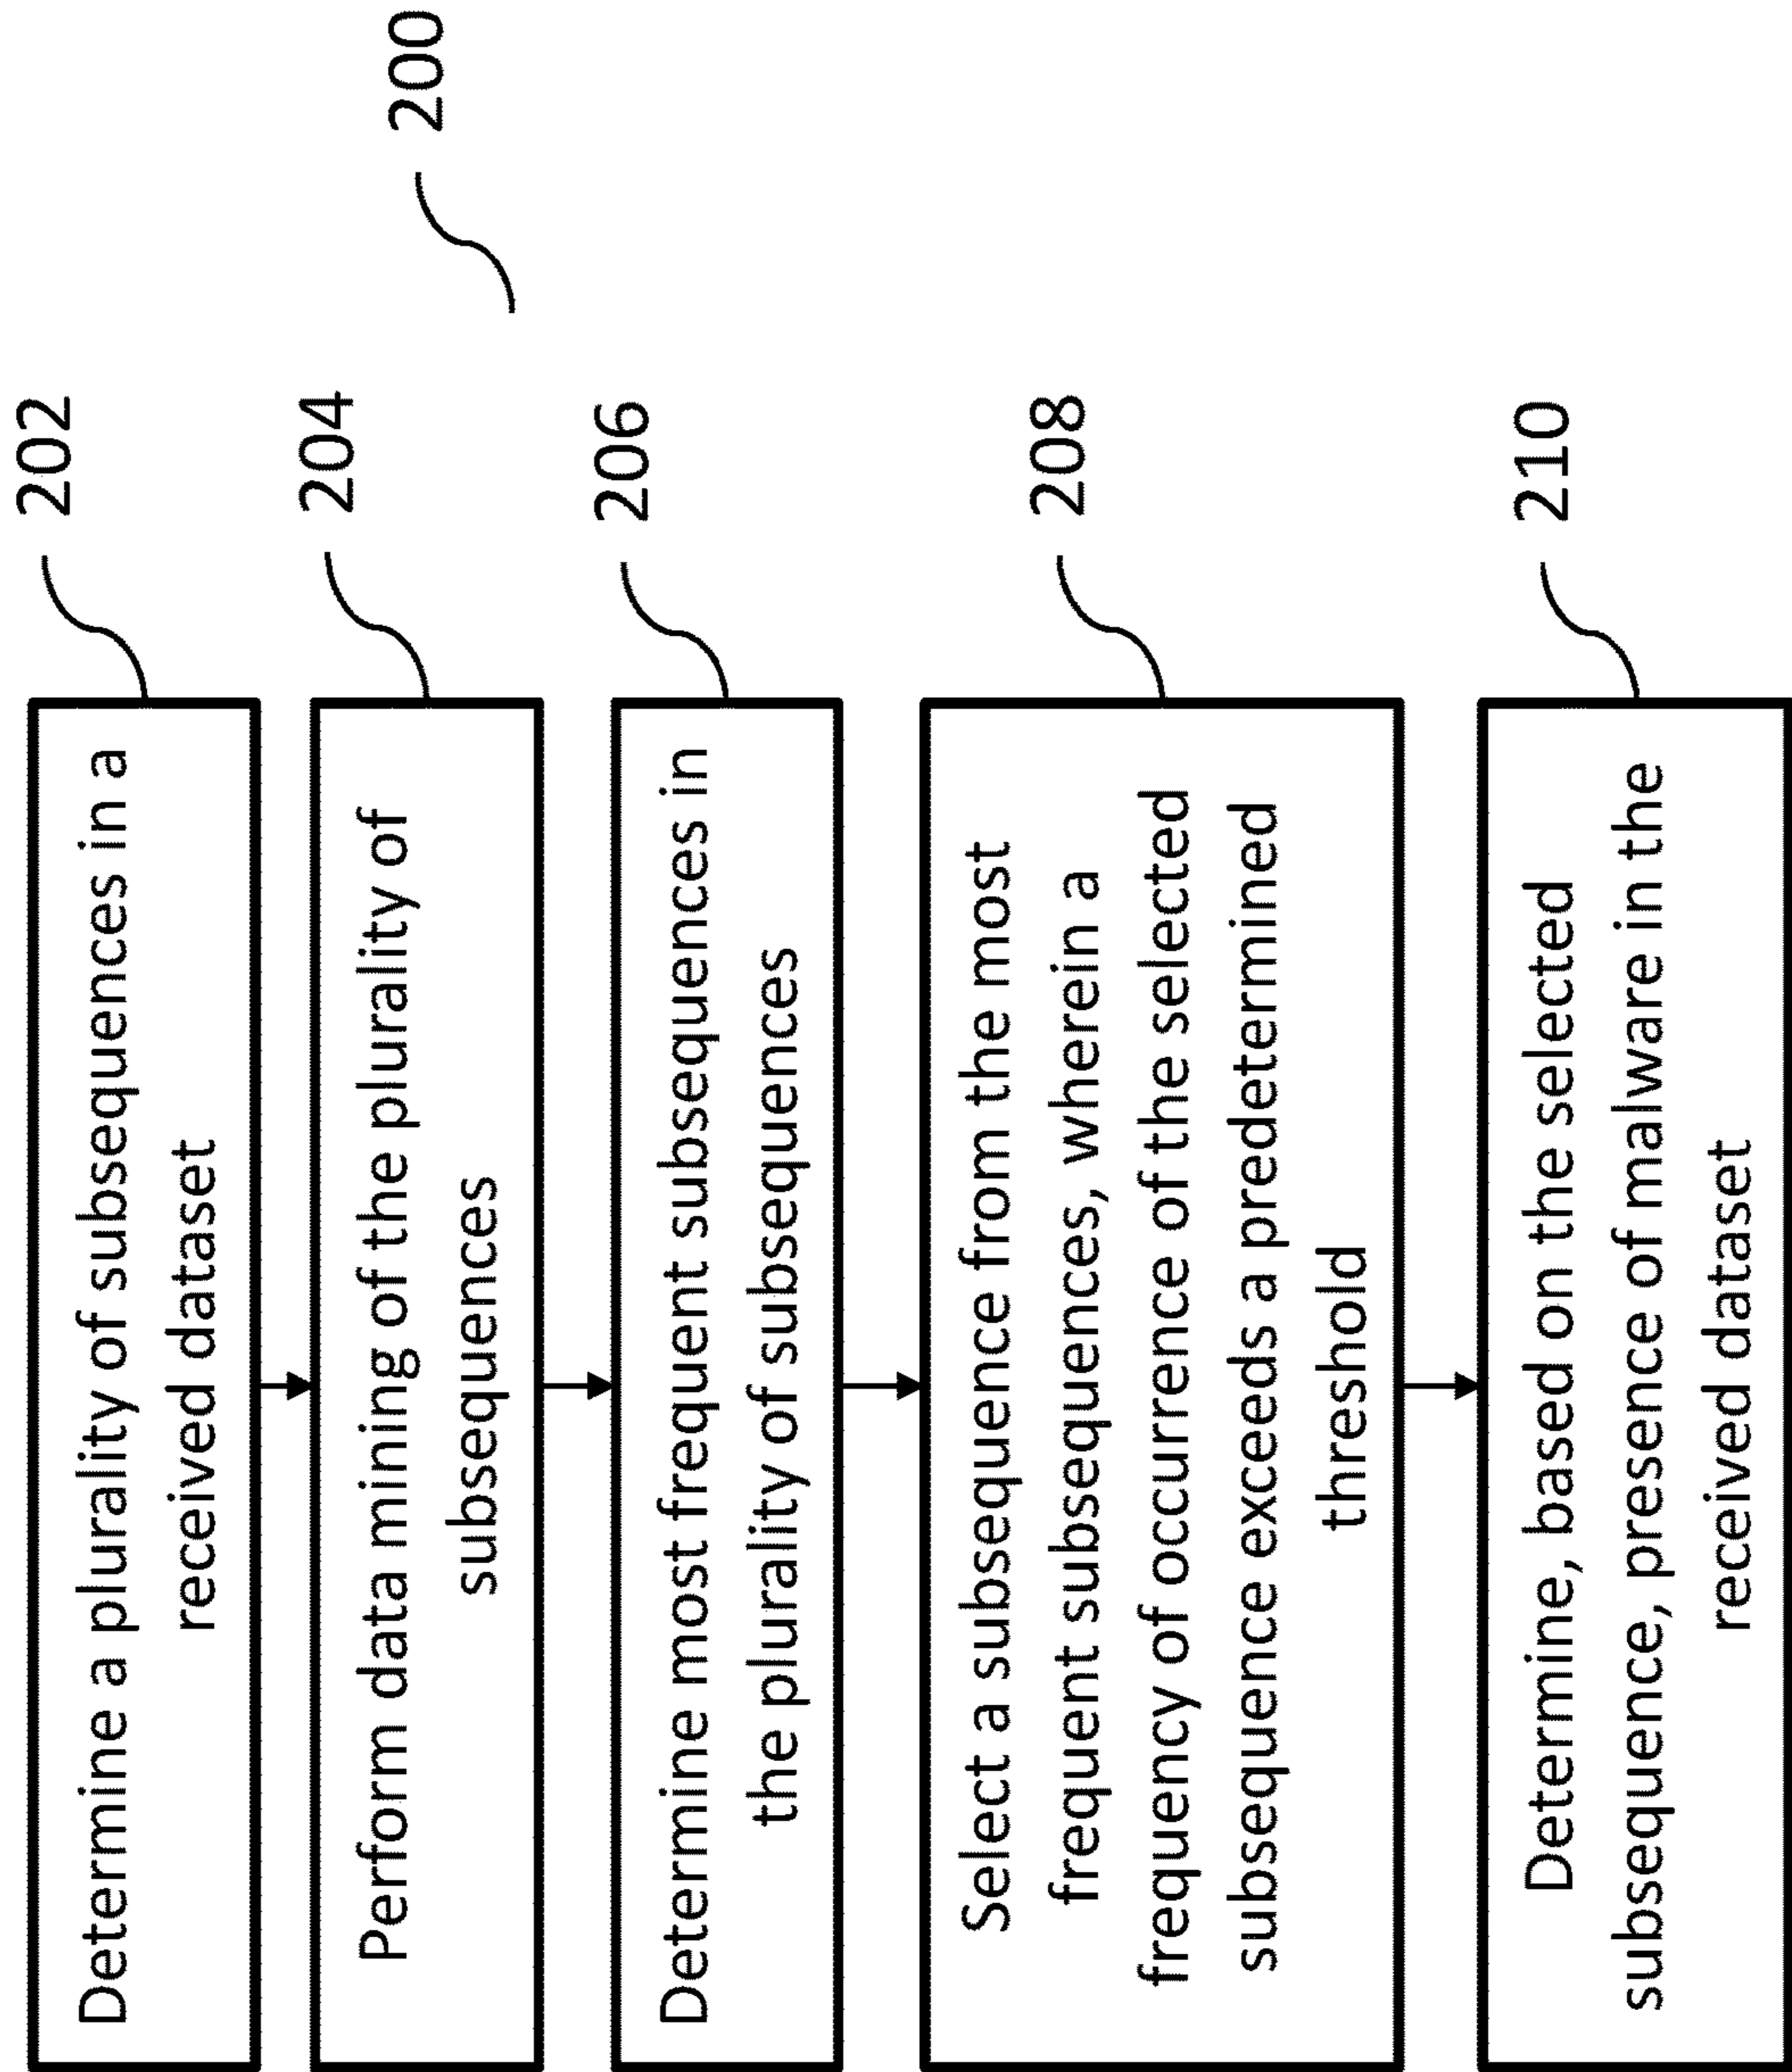 200
202
Determine a plurality of subsequences in a
received dataset
204
Perform data mining of the plurality of
subsequences
206
Determine most frequent subsequences in
the plurality of subsequences
208
Select a subsequence from the most
frequent subsequences, wherein a
frequency of occurrence of the selected
subsequence exceeds a predetermined
threshold
210
Determine, based on the selected
subsequence, presence of malware in the
received dataset